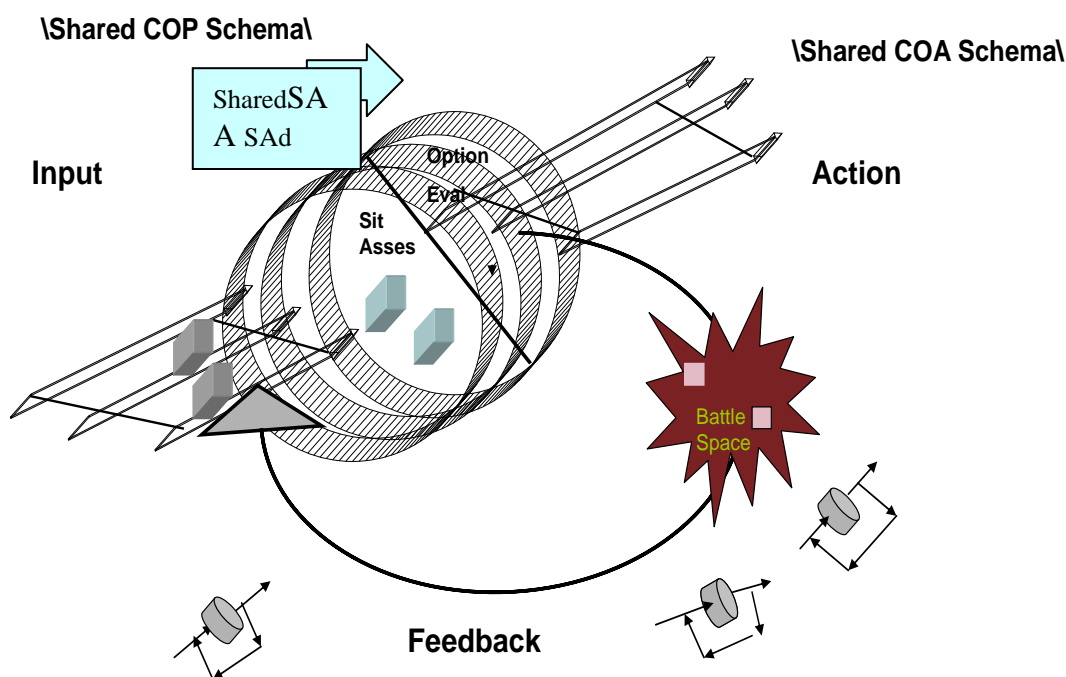 \Shared COP Schema\
\Shared COA Schema\
SharedSA
A SAd
Input
Option
Eval
Action
Sit
Asses
Battle
Space
Feedback